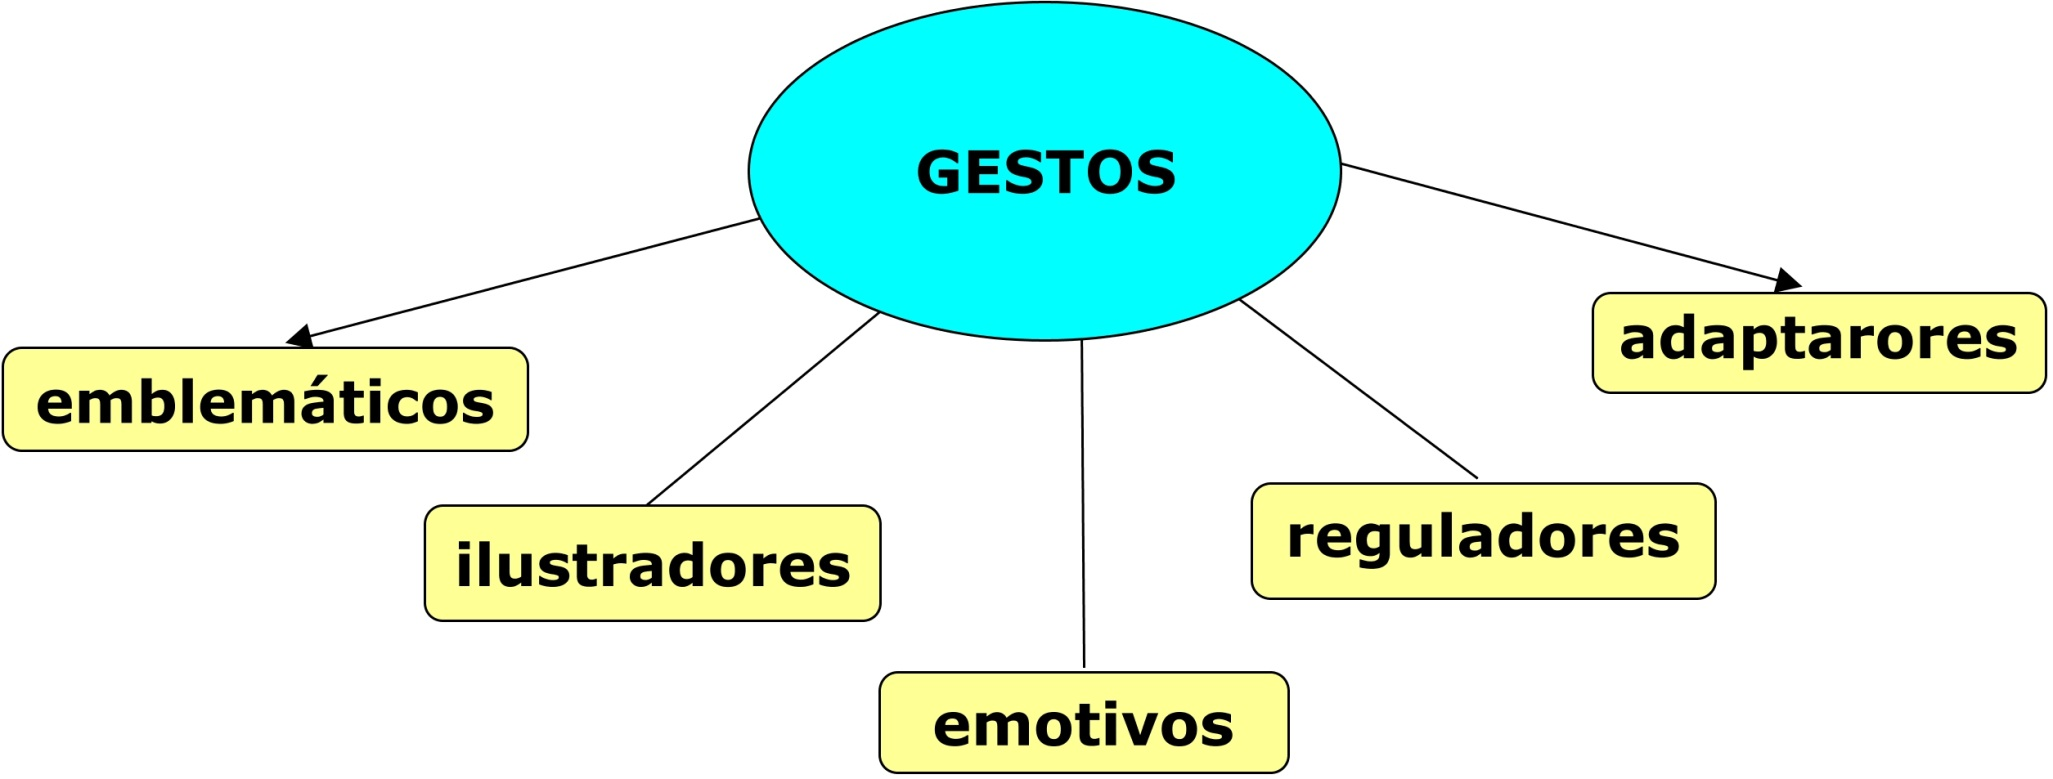 GESTOS
emblemáticos
ilustradores
emotivos
reguladores
adaptarores